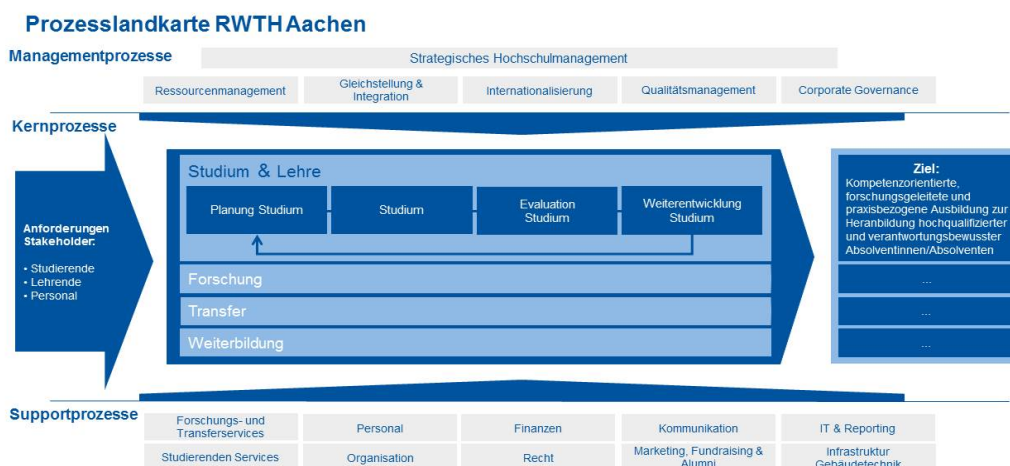 Prozesslandkarte RWTH Aachen
Managementprozesse
Strategisches Hochschulmanagement
Ressourcenmanagement
Gleichstellung &
Integration
Internationalisierung
Qualitätsmanagement
Corporate Governance
Kernprozesse
Anforderungen
Stakeholder:
• Studierende
• Lehrende
• Personal
Studium & Lehre
Planung Studium
Studium
Evaluation
Studium
Weiterentwicklung
Studium
Forschung
Transfer
Weiterbildung
Ziel:
Kompetenzorientierte,
forschungsgeleitete und
praxisbezogene Ausbildung zur
Heranbildung hochqualifizierter
und verantwortungsbewusster
Absolventinnen/Absolventen
...
...
...
Supportprozesse
Forschungs- und
Transferservices
Personal
Finanzen
Kommunikation
IT & Reporting
Studierenden Services
Organisation
Recht
Marketing, Fundraising &
Alumni
Infrastruktur
Gebäudetechnik